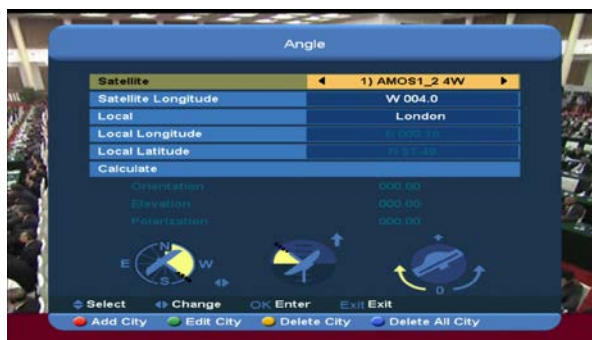 Angle
Satellite 1) AMOS1_2 4W
Satellite Longitude W 004.0
Local London
Local Longitude
Local Latitude N 51.49
Calculate
Orientation 000.00
Elevation 000.00
Polarization 000.00
N
E W
S
+
0
Select Change OK Enter Exit Exit
Add City Edit City Delete City Delete All City